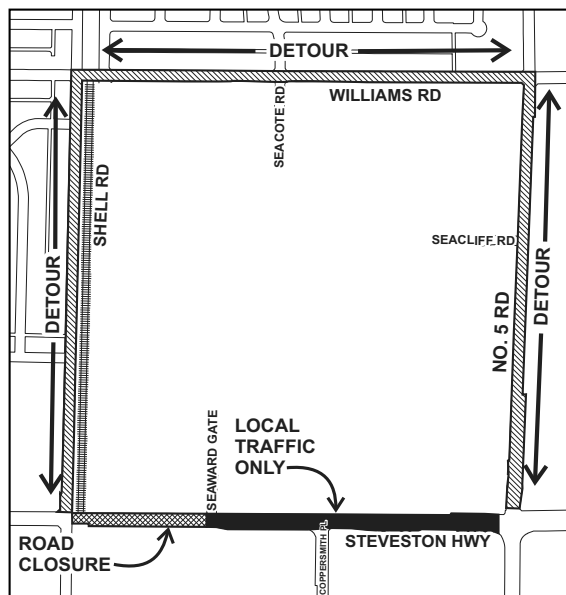 DETOUR
WILLIAMS RD
SEACOTE RD
SHELL RD
DETOUR
SEACLIFF RD
NO. 5 RD
DETOUR
SEAWARD GATE
LOCAL
TRAFFIC
ONLY
ROAD
CLOSURE
STEVESTON HWY
COPPERSMITH PL